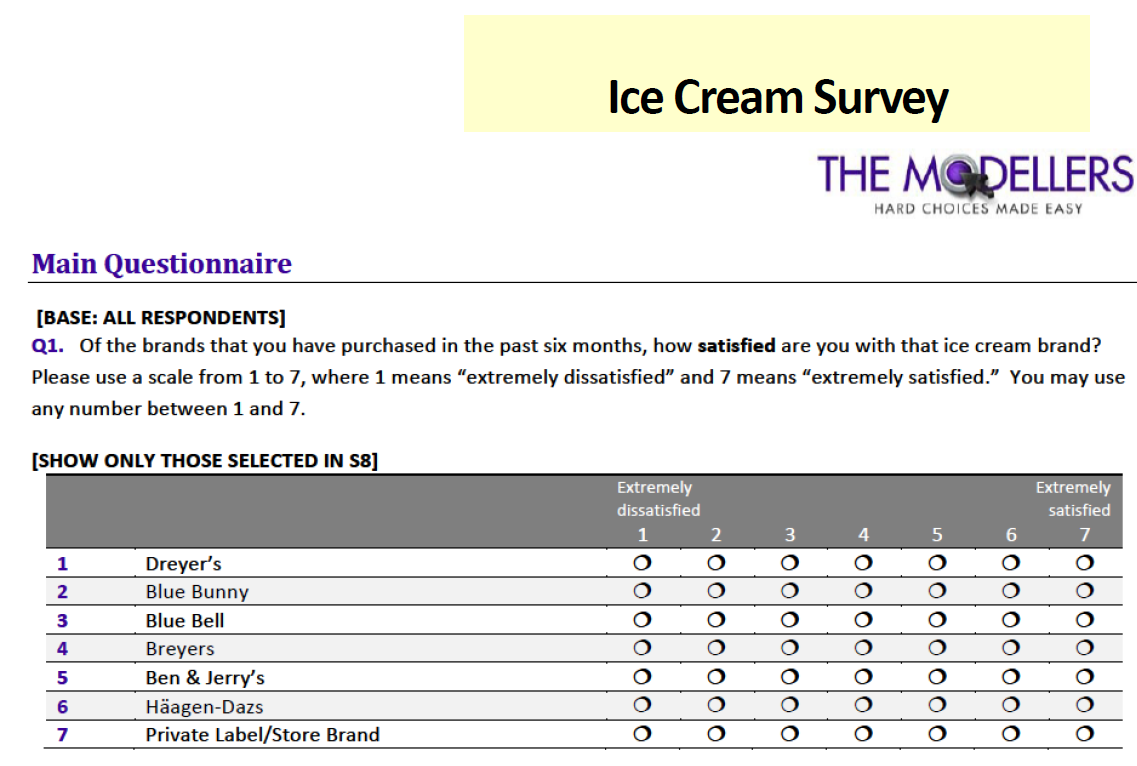 Ice Cream Survey
THE MODELLERS
HARD CHOICES MADE EASY
Main Questionnaire
[BASE: ALL RESPONDENTS]
Q1. Of the brands that you have purchased in the past six months, how satisfied are you with that ice cream brand?
Please use a scale from 1 to 7, where 1 means “extremely dissatisfied” and 7 means “extremely satisfied.” You may use
any number between 1 and 7.
[SHOW ONLY THOSE SELECTED IN S8]
Extremely Extremely
dissatisfied satisfied
1 2 3 4 5 6 7
1 Dreyer’s
2 Blue Bunny
3 Blue Bell
4 Breyers
5 Ben & Jerry’s
6 Häagen-Dazs
7 Private Label/Store Brand